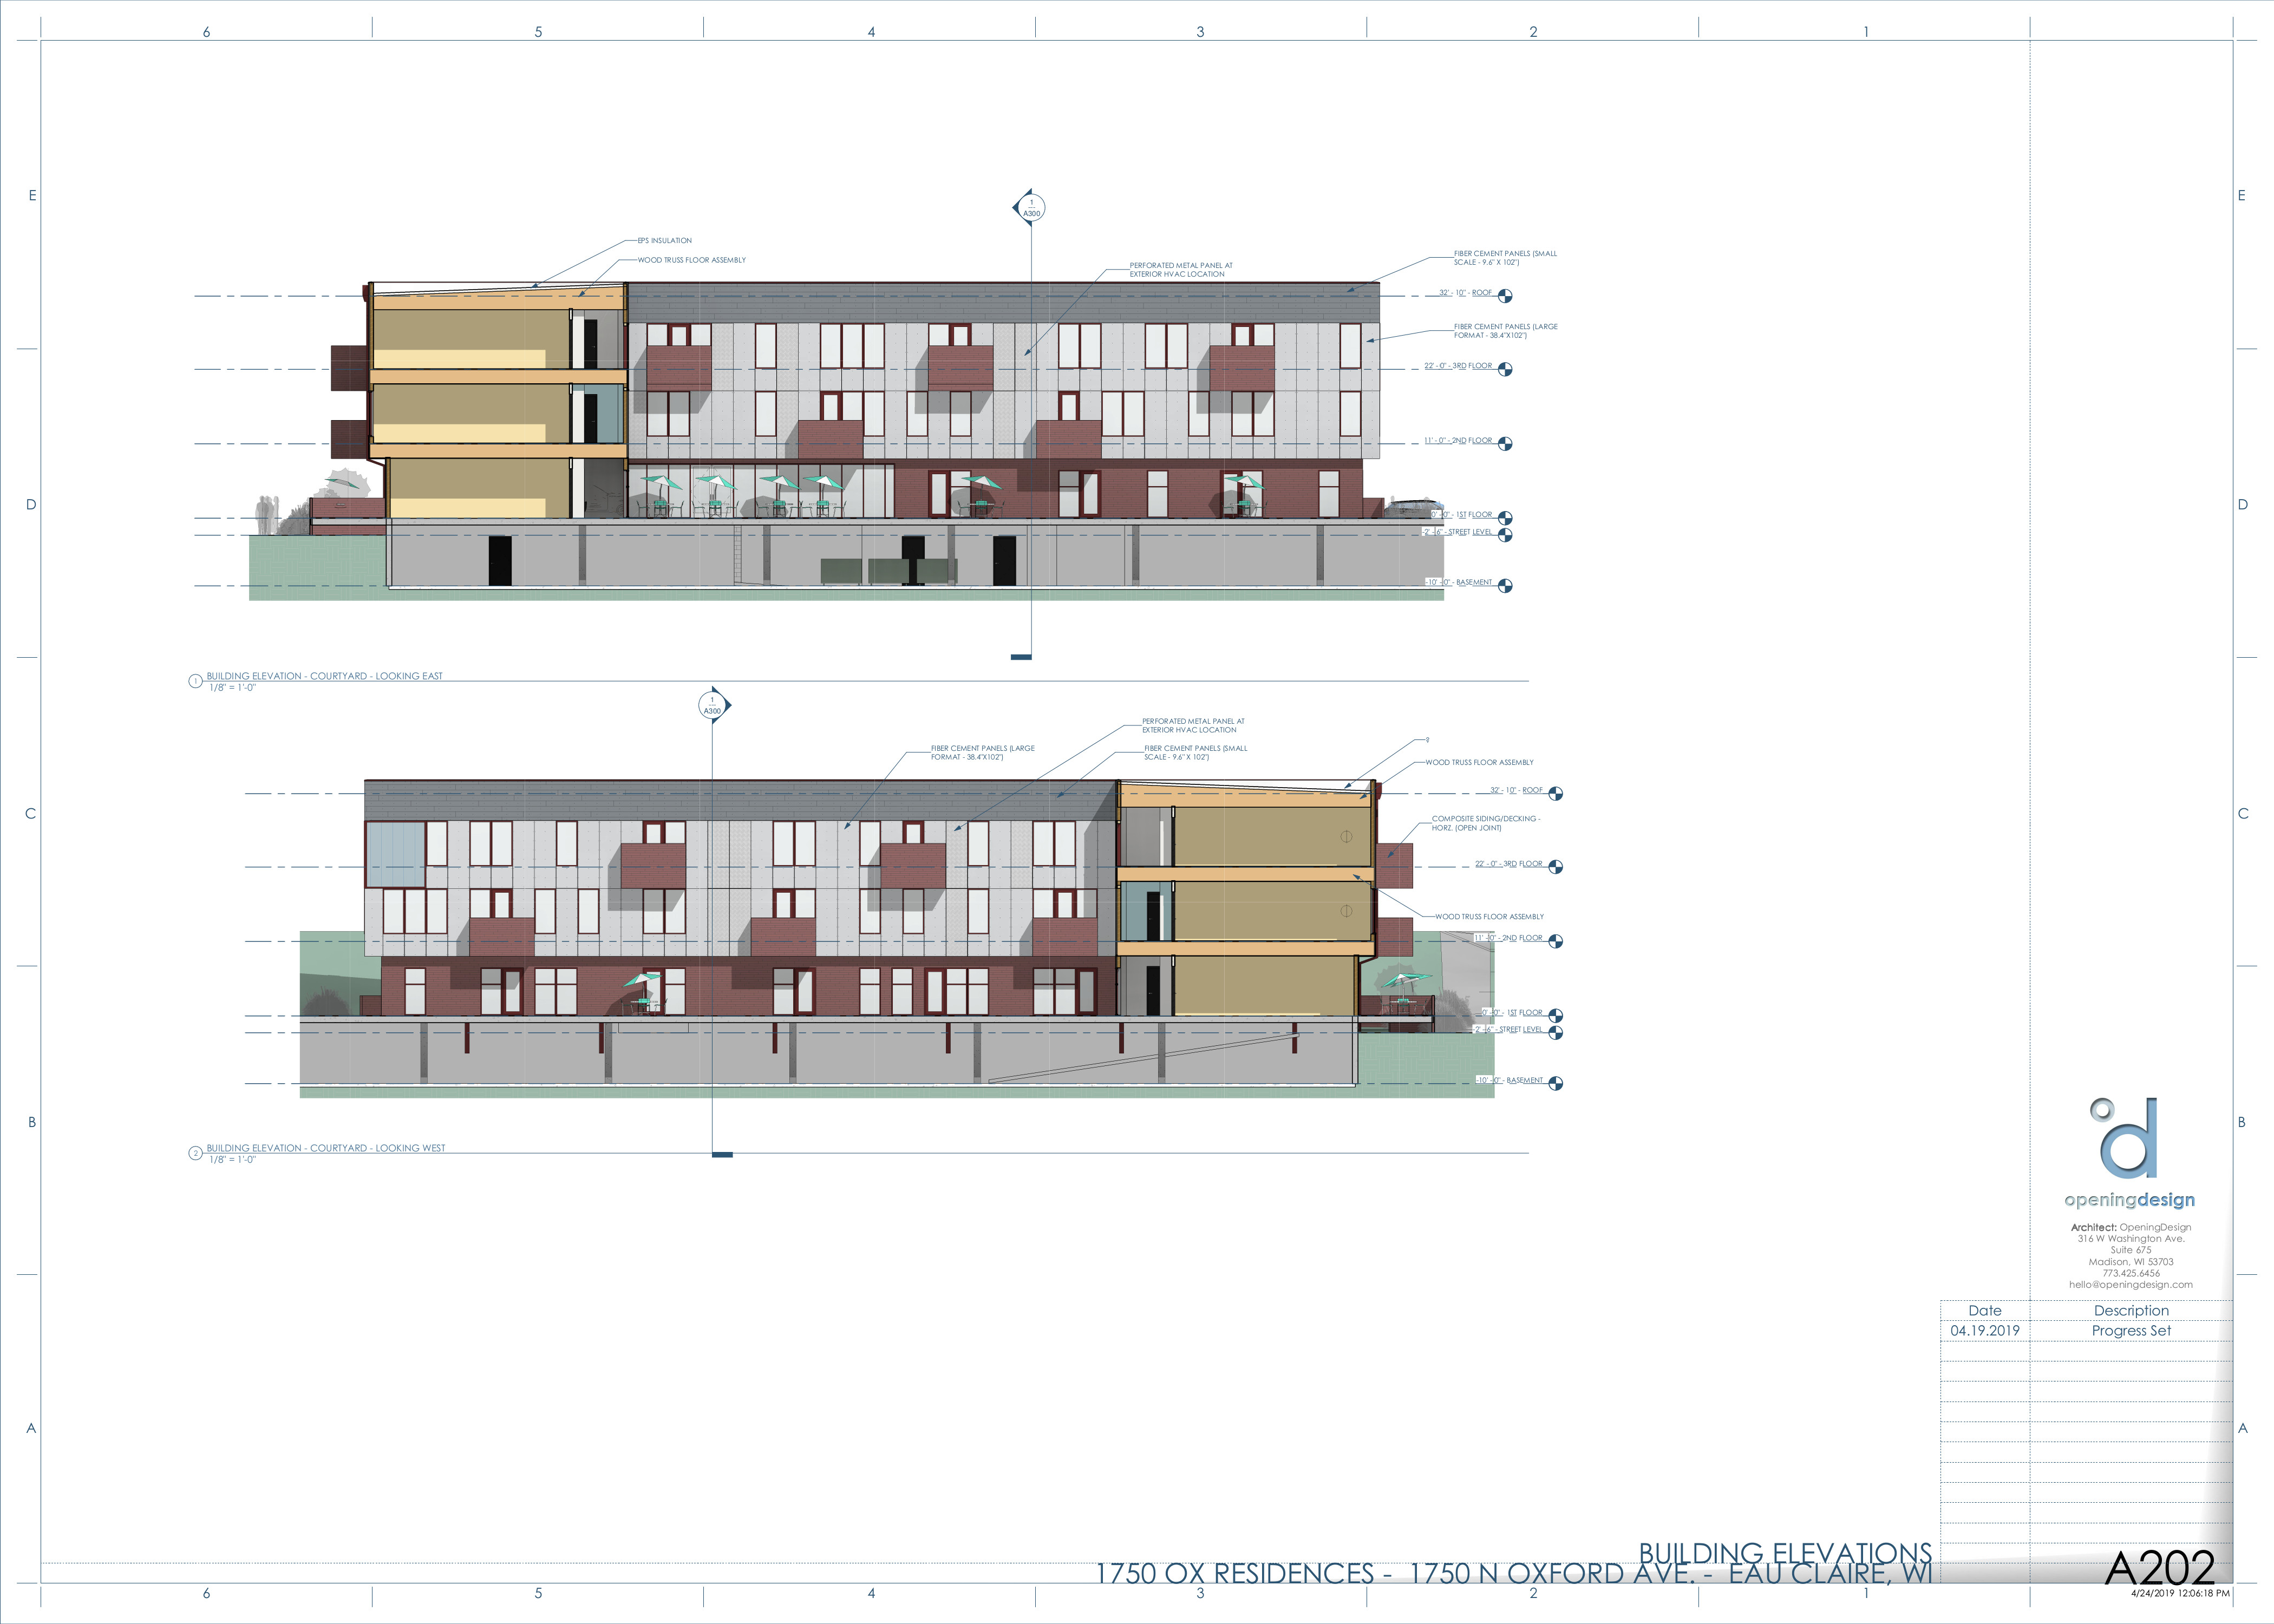 6 5 4 3 2 1
E E
1
A300
EPS INSULATION
WOOD TRUSS FLOOR ASSEMBLY
PERFORATED METAL PANEL AT
EXTERIOR HVAC LOCATION
FIBER CEMENT PANELS (SMALL
SCALE - 9.6" X 102")
32' - 10" - ROOF
FIBER CEMENT PANELS (LARGE
FORMAT - 38.4"X102")
22' - 0" - 3RD FLOOR
11' - 0" - 2ND FLOOR
D D
0' - 0" - 1ST FLOOR
-2' - 6" - STREET LEVEL
-10' - 0" - BASEMENT
1 BUILDING ELEVATION - COURTYARD - LOOKING EAST
1/8" = 1'-0"
1
A300
PERFORATED METAL PANEL AT
EXTERIOR HVAC LOCATION
FIBER CEMENT PANELS (LARGE
FORMAT - 38.4"X102")
FIBER CEMENT PANELS (SMALL
SCALE - 9.6" X 102")
?
WOOD TRUSS FLOOR ASSEMBLY
32' - 10" - ROOF
C C
COMPOSITE SIDING/DECKING -
HORZ. (OPEN JOINT)
22' - 0" - 3RD FLOOR
WOOD TRUSS FLOOR ASSEMBLY
11' - 0" - 2ND FLOOR
0' - 0" - 1ST FLOOR
-2' - 6" - STREET LEVEL
-10' - 0" - BASEMENT
B B
2 BUILDING ELEVATION - COURTYARD - LOOKING WEST
1/8" = 1'-0"
d
openingdesign
Architect: OpeningDesign
316 W Washington Ave.
Suite 675
Madison, WI 53703
773.425.6456
hello@openingdesign.com
Date Description
04.19.2019 Progress Set
A A
BUILDING ELEVATIONS
1750 OX RESIDENCES - 1750 N OXFORD AVE. - EAU CLAIRE, WI
A202
4/24/2019 12:06:18 PM
6 5 4 3 2 1